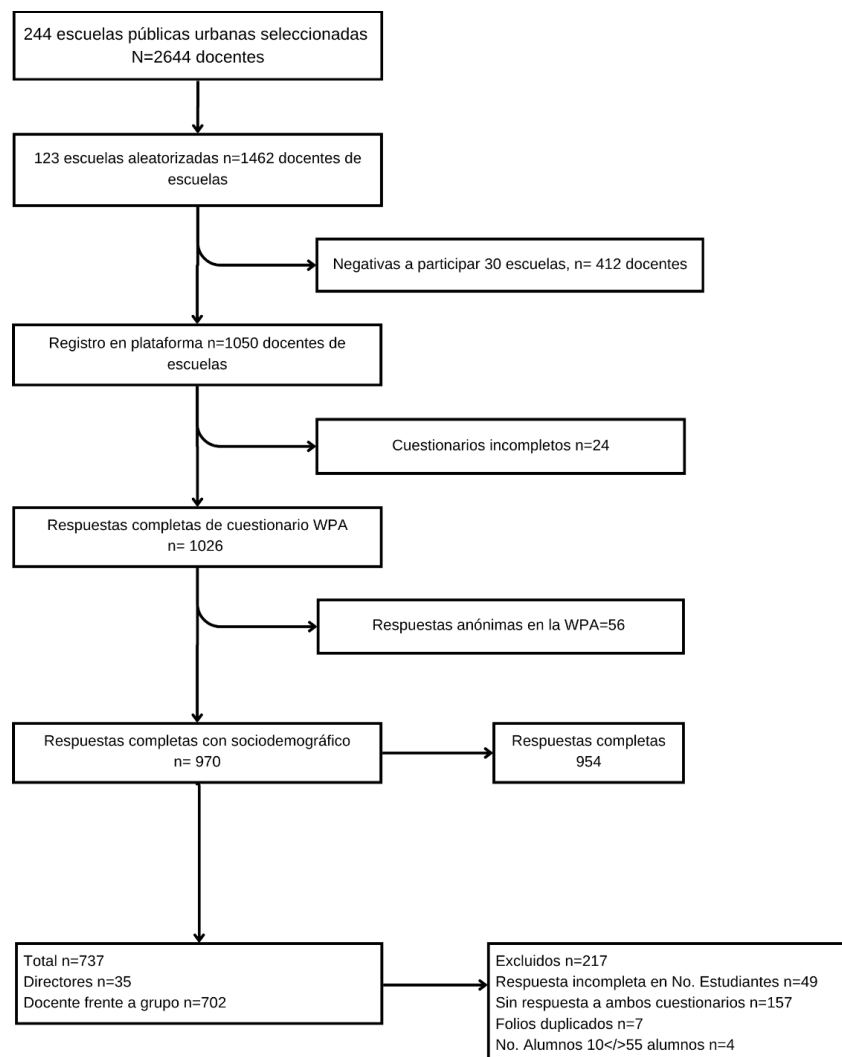 244 escuelas públicas urbanas seleccionadas
N=2644 docentes
123 escuelas aleatorizadas n=1462 docentes de
escuelas
Negativas a participar 30 escuelas, n= 412 docentes
Registro en plataforma n=1050 docentes de
escuelas
Cuestionarios incompletos n=24
Respuestas completas de cuestionario WPA
n= 1026
Respuestas anónimas en la WPA=56
Respuestas completas con sociodemográfico
n= 970
Respuestas completas
954
Total n=737
Directores n=35
Docente frente a grupo n=702
Excluidos n=217
Respuesta incompleta en No. Estudiantes n=49
Sin respuesta a ambos cuestionarios n=157
Folios duplicados n=7
No. Alumnos 10</>55 alumnos n=4